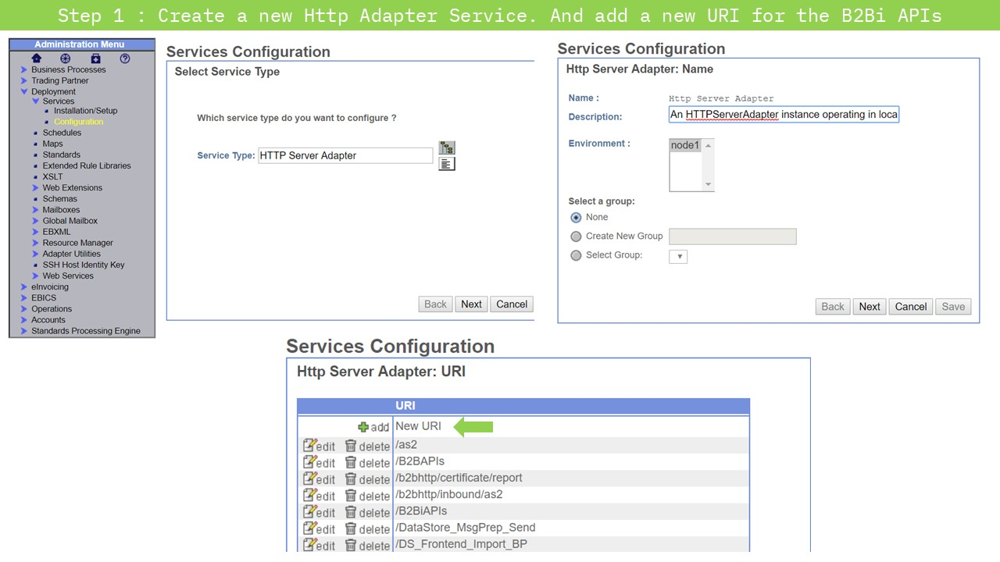 Step 1 : Create a new Http Adapter Service. And add a new URI for the B2Bi APIs
Administration Menu
Business Processes
Trading Partner
Deployment
Services
Installation/Setup
Configuration
Schedules
Maps
Standards
Extended Rule Libraries
XSLT
Web Extensions
Schemas
Mailboxes
Global Mailbox
EBXML
Resource Manager
Adapter Utilities
SSH Host Identity Key
Web Services
eInvoicing
EBICS
Operations
Accounts
Standards Processing Engine
Services Configuration
Select Service Type
Which service type do you want to configure ?
Service Type: HTTP Server Adapter
Back Next Cancel
Services Configuration
Http Server Adapter: Name
Name : Http Server Adapter
Description: An HTTPServerAdapter instance operating in loca
Environment : node1
Select a group:
None
Create New Group
Select Group:
Back Next Cancel Save
Services Configuration
Http Server Adapter: URI
URI
add New URI
edit delete /as2
edit delete /B2BAPIs
edit delete /b2bhttp/certificate/report
edit delete /b2bhttp/inbound/as2
edit delete /B2BiAPIs
edit delete /DataStore_MsgPrep_Send
edit delete /DS_Frontend_Import_BP